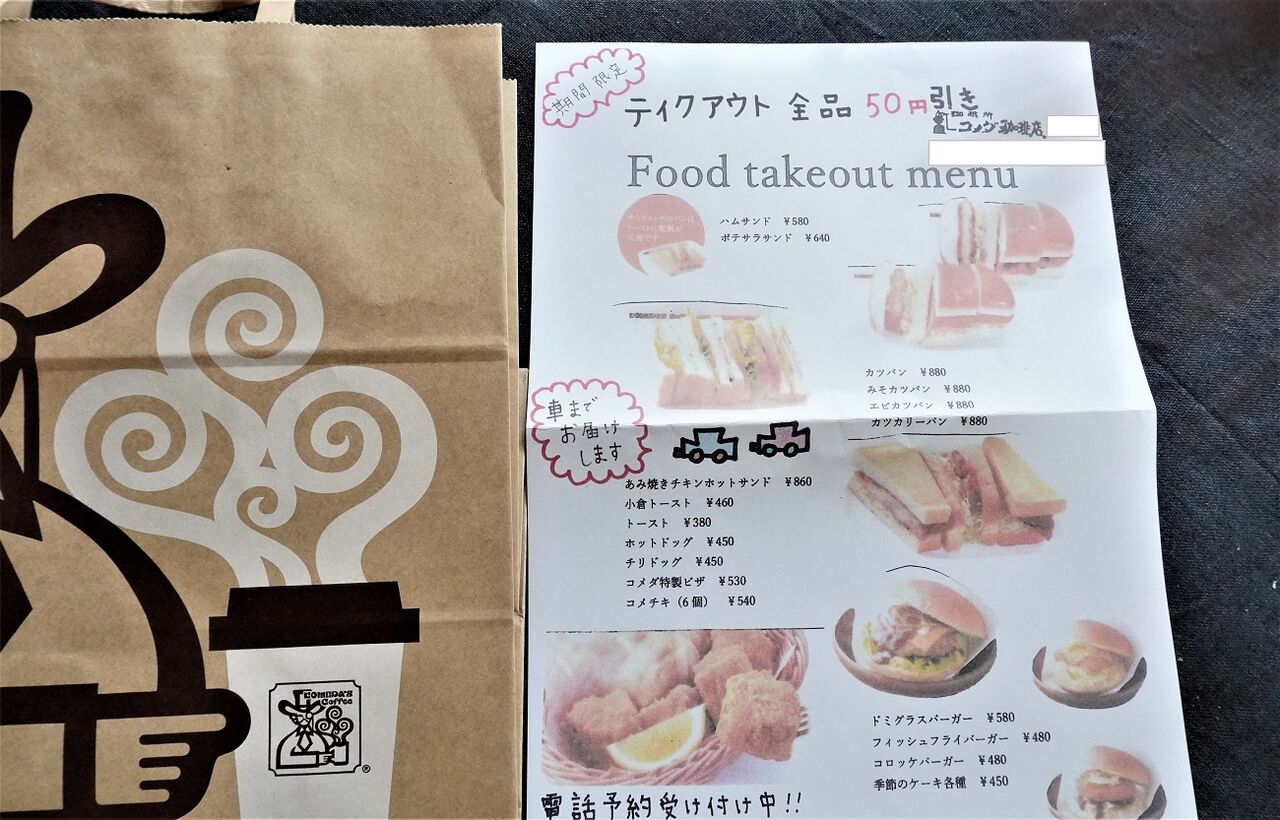 期間限定
ティクアウト 全品 50円引き
珈琲所
コメダ珈琲店
Food takeout menu
ハムサンド ¥580
ポテサラサンド ¥640
カツパン ¥880
みそカツパン ¥880
エビカツパン ¥880
カツカリーパン ¥880
車まで
お届け
します
あみ焼きチキンホットサンド ¥860
小倉トースト ¥460
トースト ¥380
ホットドッグ ¥450
チリドッグ ¥450
コメダ特製ピザ ¥530
コメチキ(6個) ¥540
ドミグラスバーガー ¥580
フィッシュフライバーガー ¥480
コロッケバーガー ¥480
季節のケーキ各種 ¥450
電話予約受け付け中!!
KOMEDA'S
Coffee
®